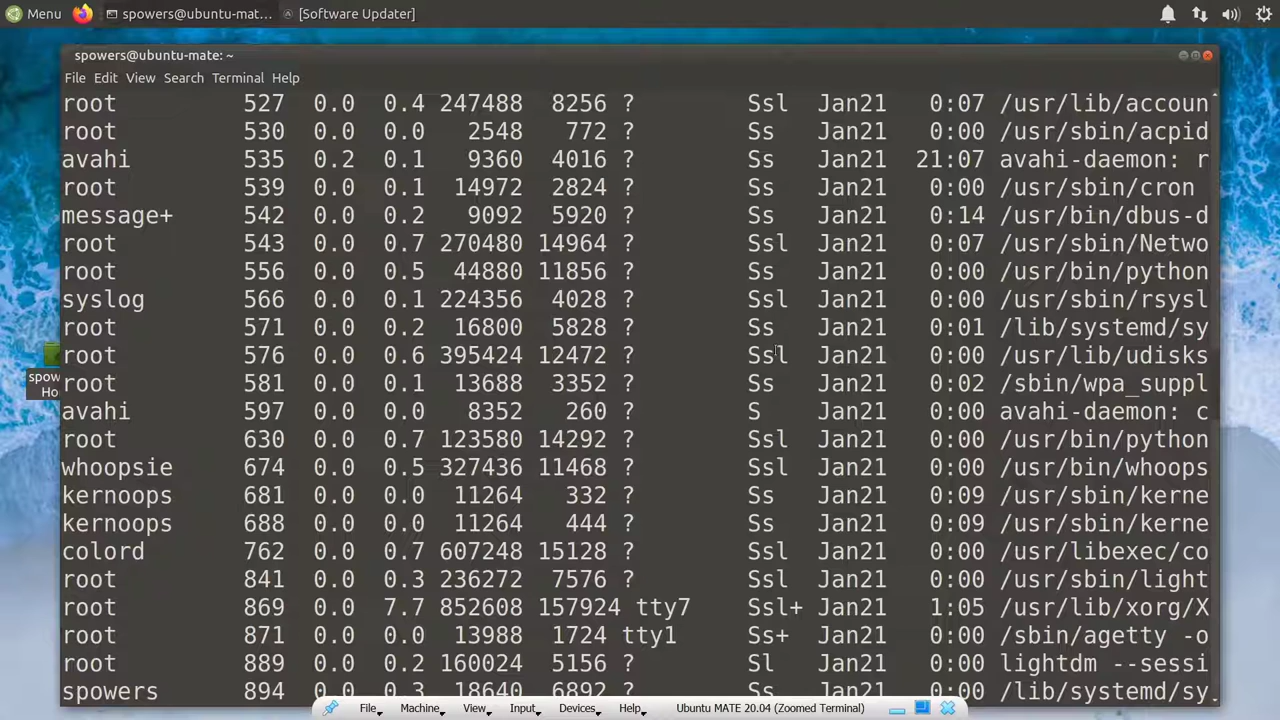 Menu spowers@ubuntu-mat... [Software Updater]
spowers@ubuntu-mate: ~
File Edit View Search Terminal Help
root 527 0.0 0.4 247488 8256 ? Ssl Jan21 0:07 /usr/lib/accoun
root 530 0.0 0.0 2548 772 ? Ss Jan21 0:00 /usr/sbin/acpid
avahi 535 0.2 0.1 9360 4016 ? Ss Jan21 21:07 avahi-daemon: r
root 539 0.0 0.1 14972 2824 ? Ss Jan21 0:00 /usr/sbin/cron
message+ 542 0.0 0.2 9092 5920 ? Ss Jan21 0:14 /usr/bin/dbus-d
root 543 0.0 0.7 270480 14964 ? Ssl Jan21 0:07 /usr/sbin/Netwo
root 556 0.0 0.5 44880 11856 ? Ss Jan21 0:00 /usr/bin/python
syslog 566 0.0 0.1 224356 4028 ? Ssl Jan21 0:00 /usr/sbin/rsysl
root 571 0.0 0.2 16800 5828 ? Ss Jan21 0:01 /lib/systemd/sy
root 576 0.0 0.6 395424 12472 ? Ssl Jan21 0:00 /usr/lib/udisks
root 581 0.0 0.1 13688 3352 ? Ss Jan21 0:02 /sbin/wpa_suppl
avahi 597 0.0 0.0 8352 260 ? S Jan21 0:00 avahi-daemon: c
root 630 0.0 0.7 123580 14292 ? Ssl Jan21 0:00 /usr/bin/python
whoopsie 674 0.0 0.5 327436 11468 ? Ssl Jan21 0:00 /usr/bin/whoops
kernoops 681 0.0 0.0 11264 332 ? Ss Jan21 0:09 /usr/sbin/kerne
kernoops 688 0.0 0.0 11264 444 ? Ss Jan21 0:09 /usr/sbin/kerne
colord 762 0.0 0.7 607248 15128 ? Ssl Jan21 0:00 /usr/libexec/co
root 841 0.0 0.3 236272 7576 ? Ssl Jan21 0:00 /usr/sbin/light
root 869 0.0 7.7 852608 157924 tty7 Ssl+ Jan21 1:05 /usr/lib/xorg/X
root 871 0.0 0.0 13988 1724 tty1 Ss+ Jan21 0:00 /sbin/agetty -o
root 889 0.0 0.2 160024 5156 ? Sl Jan21 0:00 lightdm --sessi
spowers 894 0.0 0.3 18640 6892 ? Ss Jan21 0:00 /lib/systemd/sy
spow
Ho
File Machine View Input Devices Help Ubuntu MATE 20.04 (Zoomed Terminal)